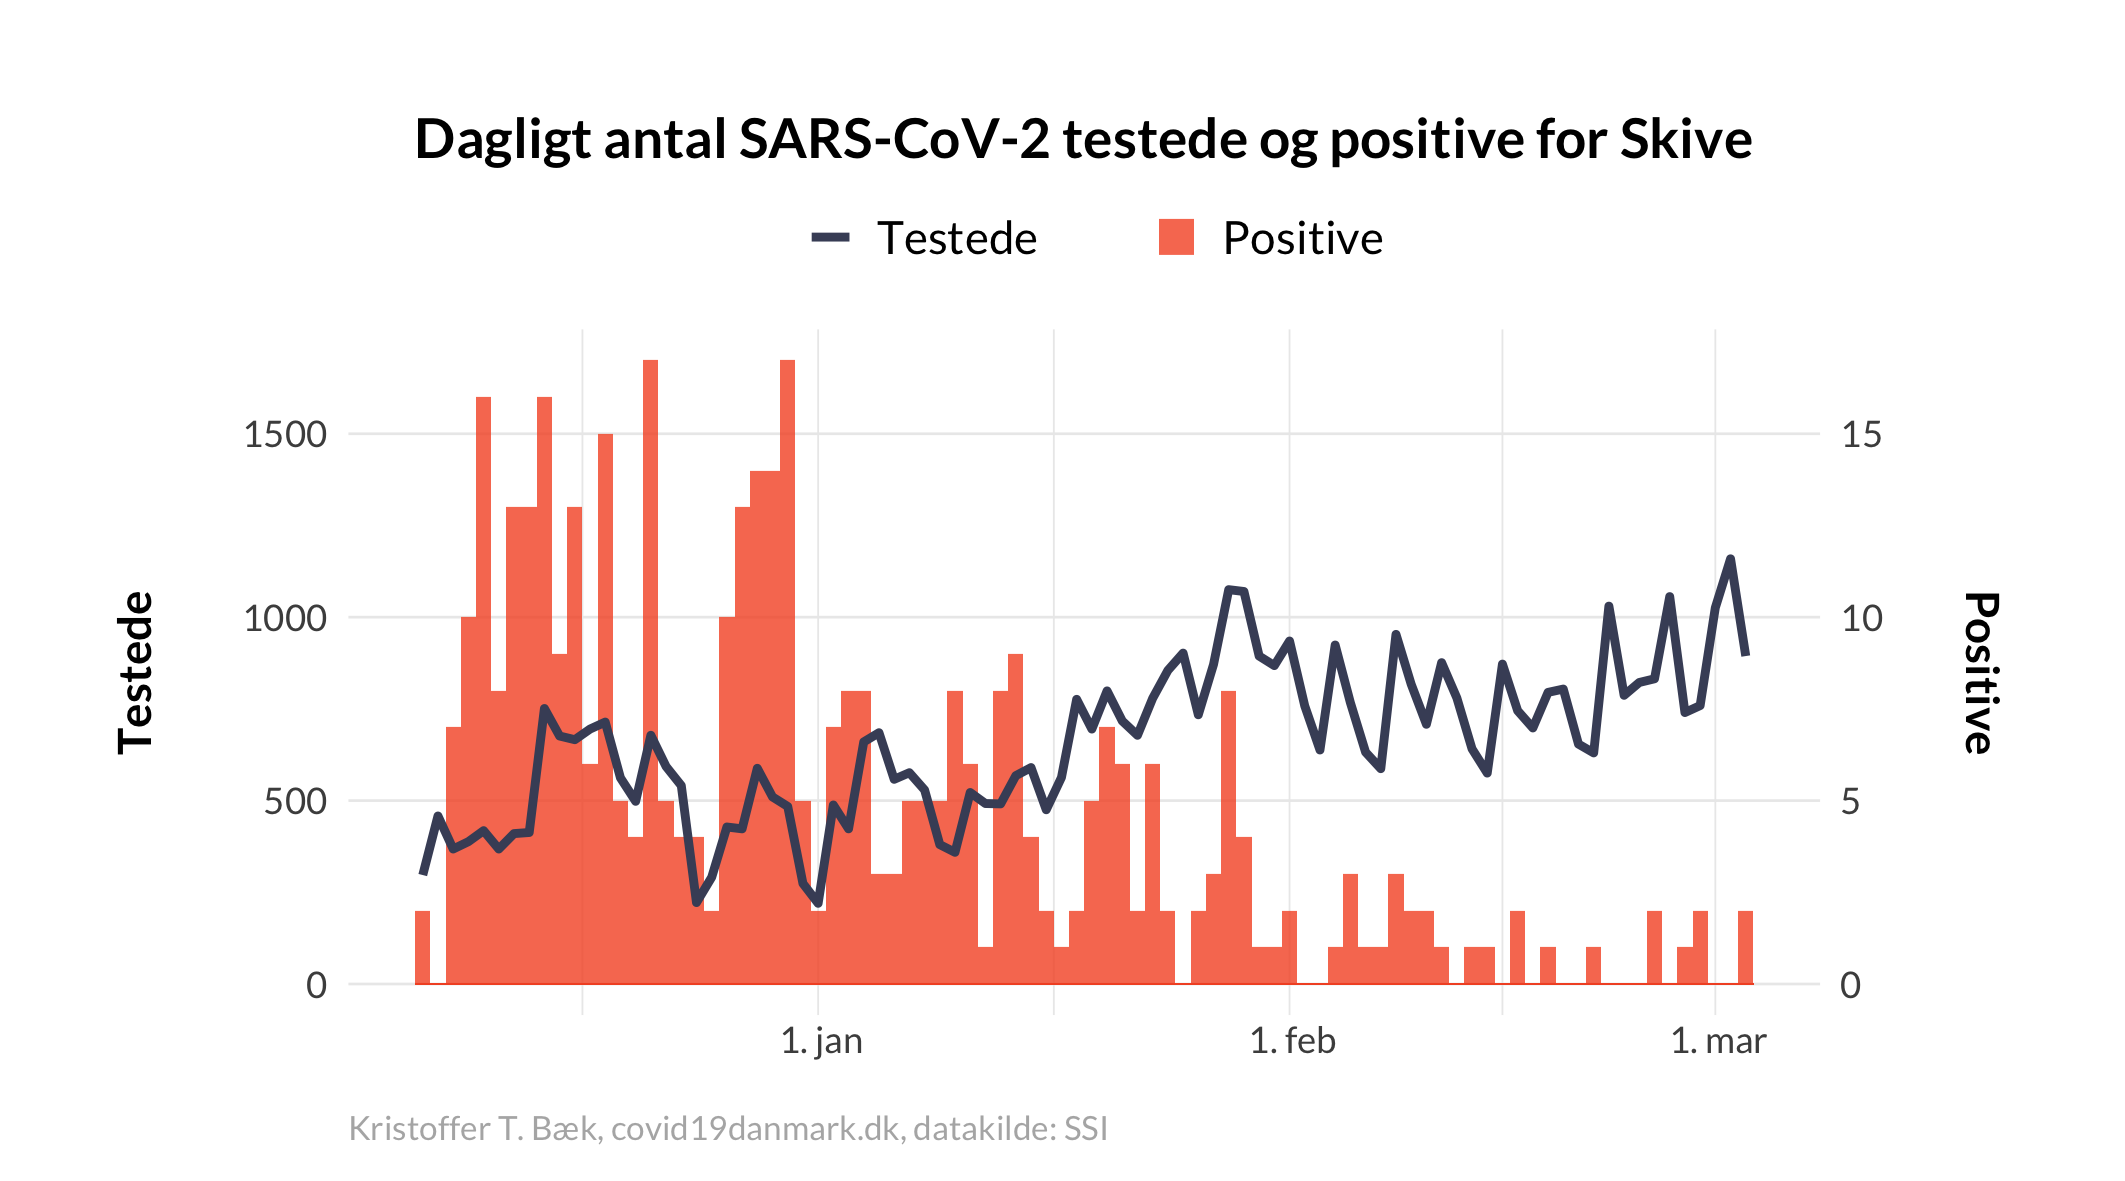 Dagligt antal SARS-CoV-2 testede og positive for Skive
Testede
Positive
1500
1000
500
0
15
10
5
0
Testede
Positive
1. jan
1. feb
1. mar
Kristoffer T. Bæk, covid19danmark.dk, datakilde: SSI